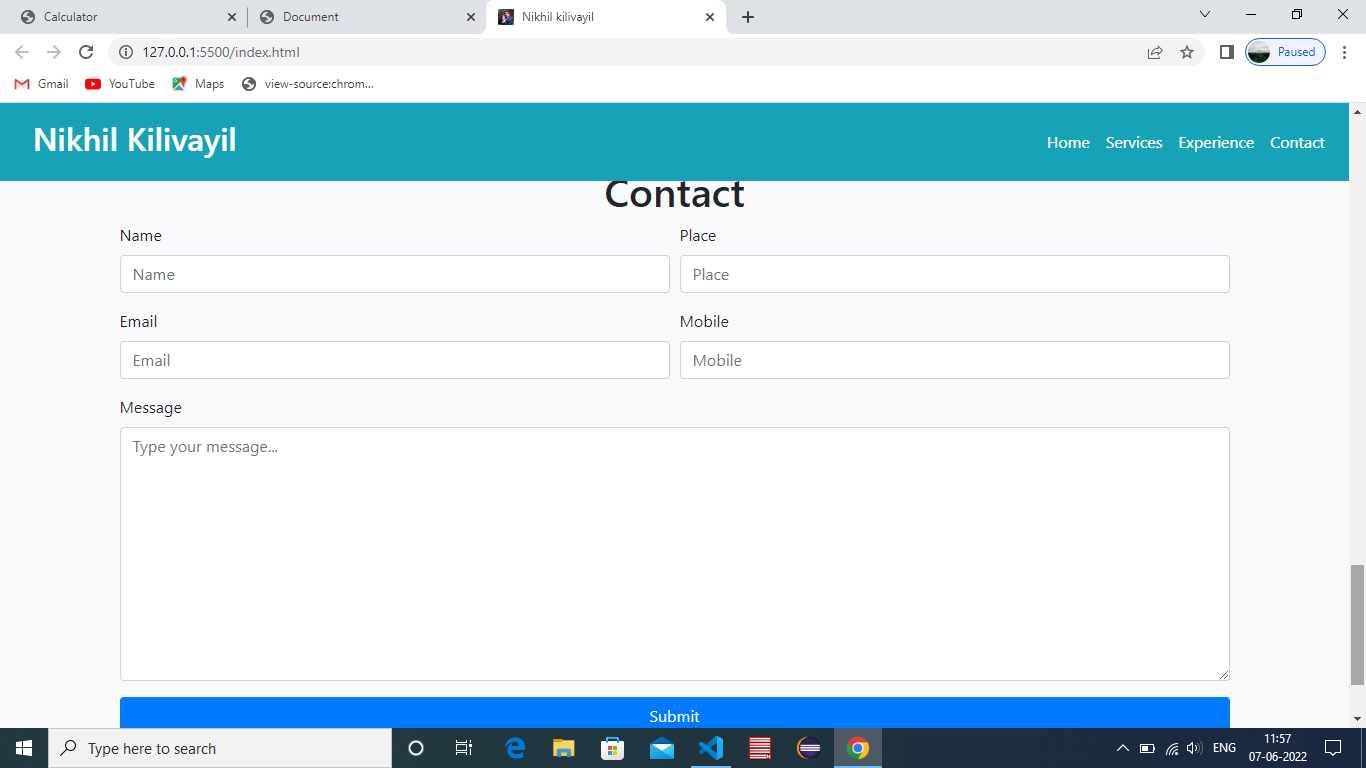 Calculator
Document
Nikhil kilivayil
127.0.0.1:5500/index.html
Paused
Gmail
YouTube
Maps
view-source:chrom...
Nikhil Kilivayil
Home Services Experience Contact
Contact
Name
Place
Name
Place
Email
Mobile
Email
Mobile
Message
Type your message...
Submit
Type here to search
ENG
11:57
07-06-2022